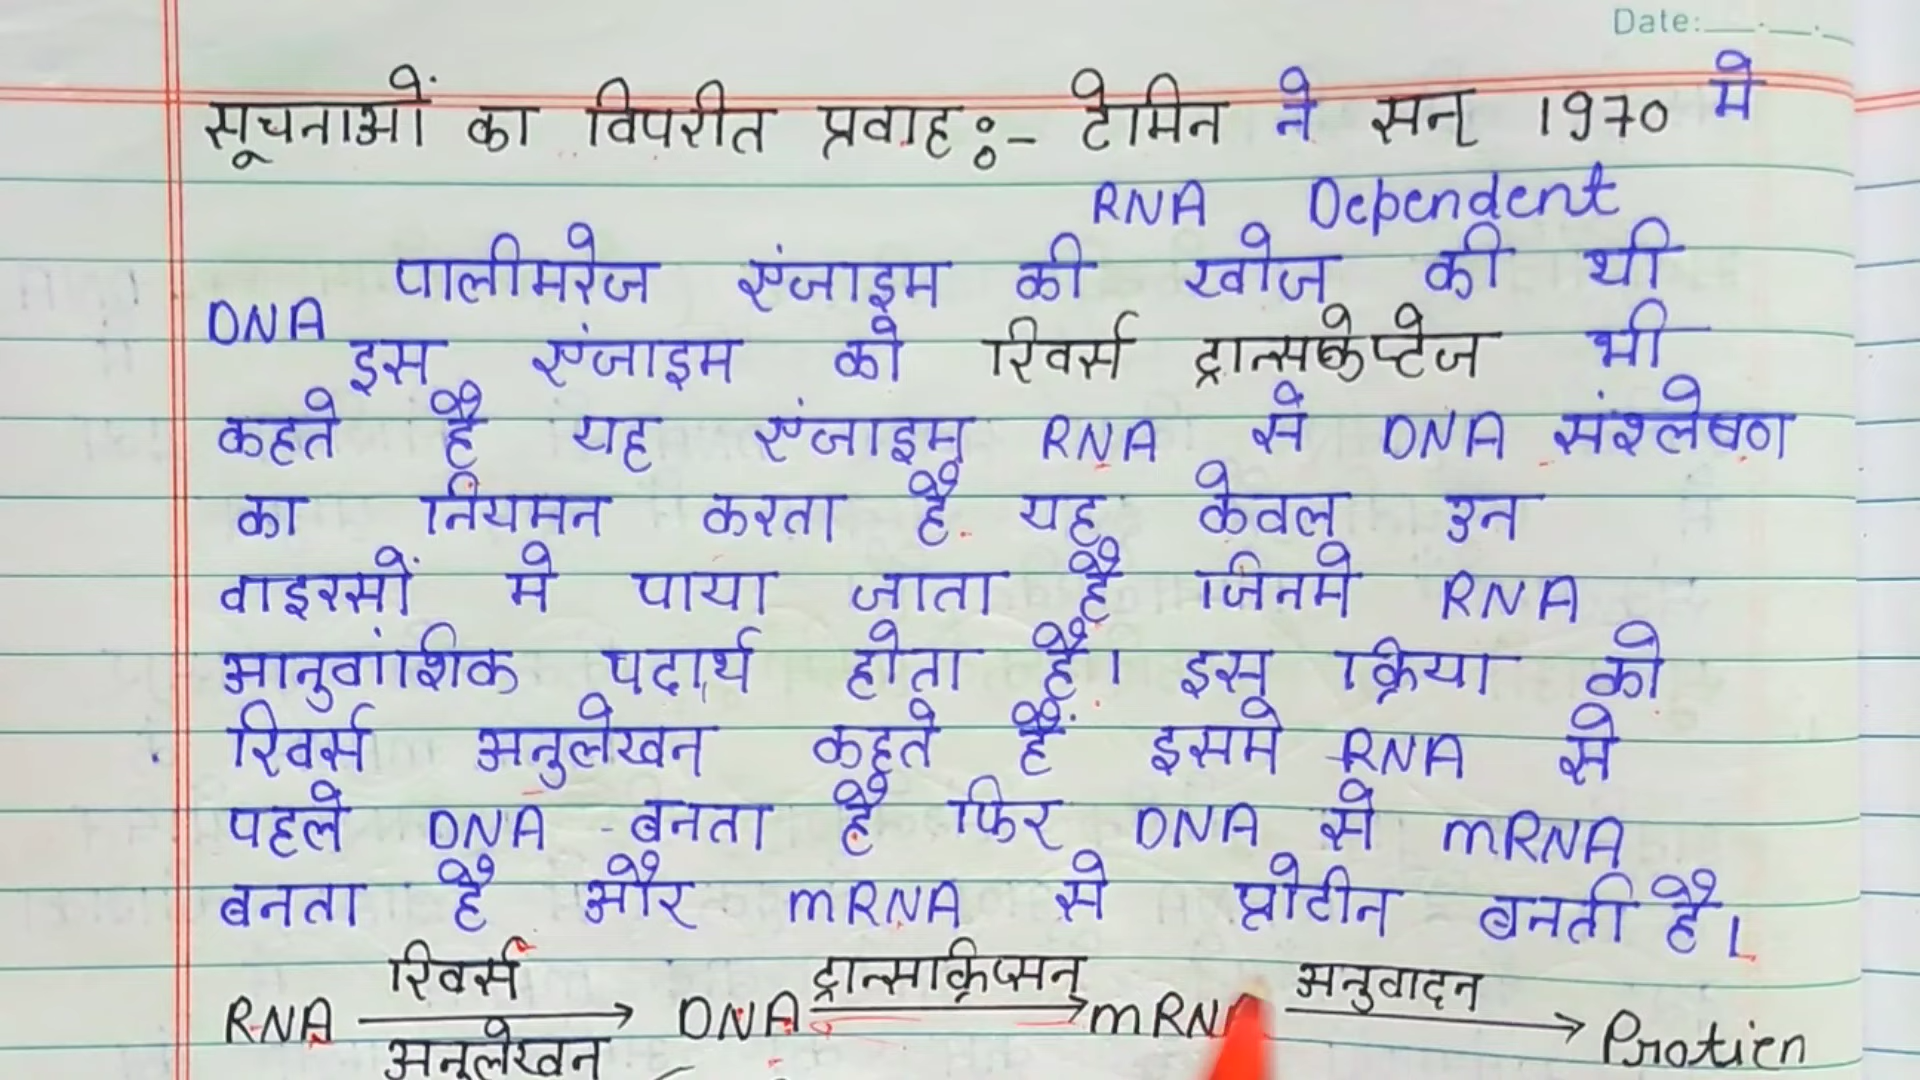 Date:
सूचनाओं का विपरीत प्रवाह:- टेमिन ने सन् 1970 मे
RNA Dependent
पालीमरेज एंजाइम की खोज की थी
DNA
इस एंजाइम को रिवर्स ट्रान्सक्रेप्टेज भी
कहते है यह एंजाइम RNA से DNA संश्लेषण
का नियमन करता है यह केवल उन
वाइरसों मे पाया जाता है जिनमे RNA
आनुवांशिक पदार्थ होता है। इस क्रिया को
रिवर्स अनुलेखन कहते हैं इसमे RNA से
पहले DNA बनता है फिर DNA से mRNA
बनता है और mRNA से प्रोटीन बनती है।
रिवर्स ट्रान्सक्रिप्सन अनुवादन
RNA → DNA → mRNA → Protien
अनुलेखन